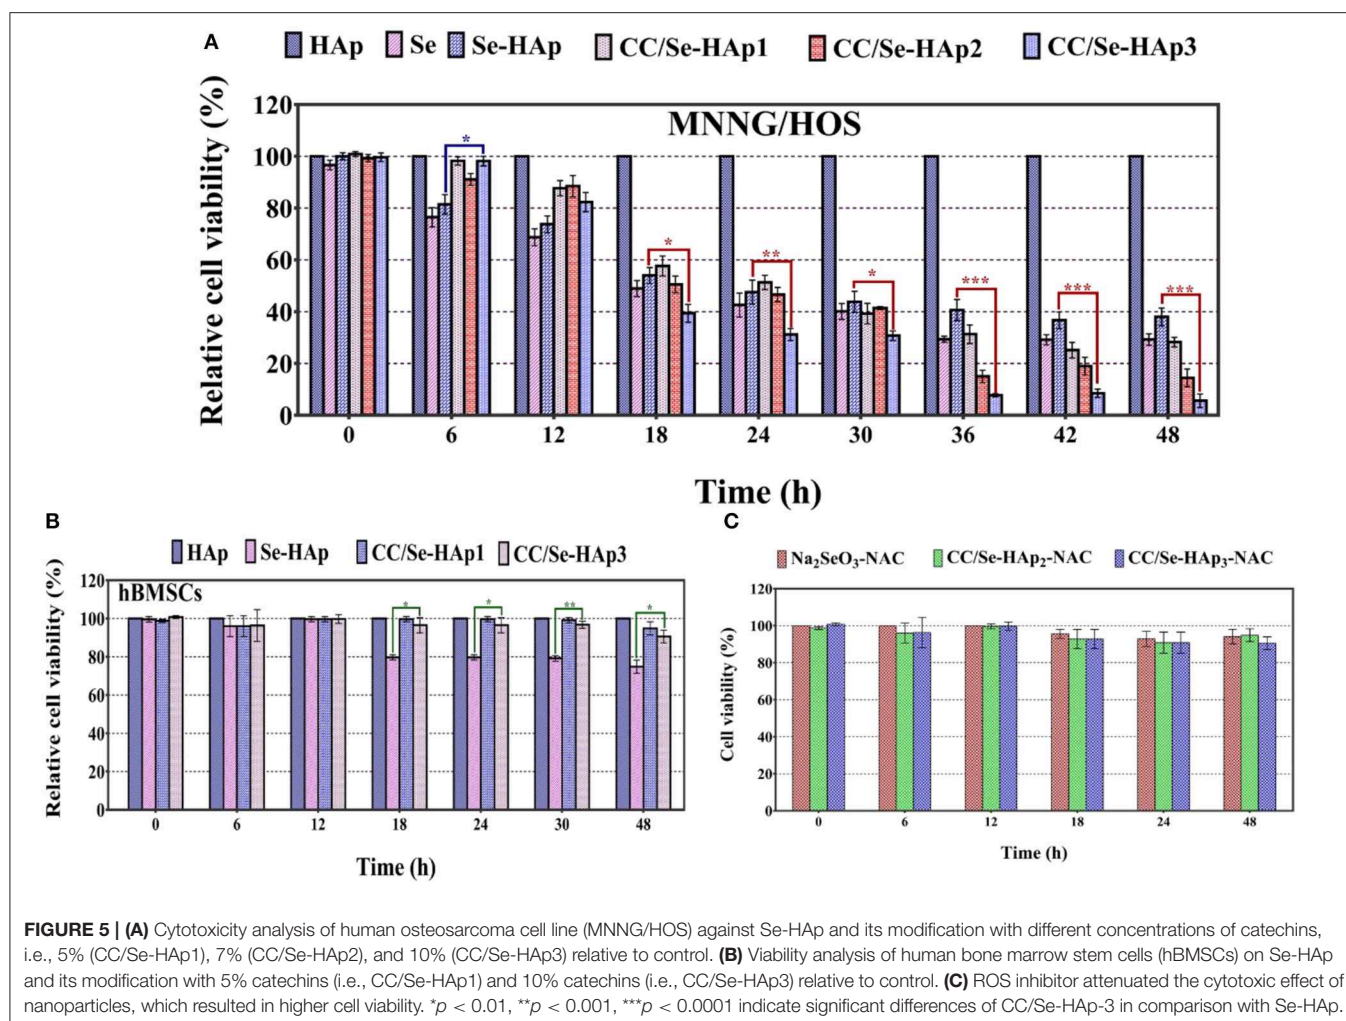 A
HAp Se Se-HAp CC/Se-HAp1 CC/Se-HAp2 CC/Se-HAp3
MNNG/HOS
Relative cell viability (%)
120
100
80
60
40
20
0
*
*
**
*
***
***
***
0 6 12 18 24 30 36 42 48
Time (h)
B
HAp Se-HAp CC/Se-HAp1 CC/Se-HAp3
hBMSCs
Relative cell viability (%)
120
100
80
60
40
20
0
*
*
**
*
0 6 12 18 24 30 48
Time (h)
C
Na₂SeO₃-NAC CC/Se-HAp₂-NAC CC/Se-HAp₃-NAC
Cell viability (%)
120
100
80
60
40
20
0
0 6 12 18 24 48
Time (h)
FIGURE 5 | (A) Cytotoxicity analysis of human osteosarcoma cell line (MNNG/HOS) against Se-HAp and its modification with different concentrations of catechins,
i.e., 5% (CC/Se-HAp1), 7% (CC/Se-HAp2), and 10% (CC/Se-HAp3) relative to control. (B) Viability analysis of human bone marrow stem cells (hBMSCs) on Se-HAp
and its modification with 5% catechins (i.e., CC/Se-HAp1) and 10% catechins (i.e., CC/Se-HAp3) relative to control. (C) ROS inhibitor attenuated the cytotoxic effect of
nanoparticles, which resulted in higher cell viability. *p < 0.01, **p < 0.001, ***p < 0.0001 indicate significant differences of CC/Se-HAp-3 in comparison with Se-HAp.